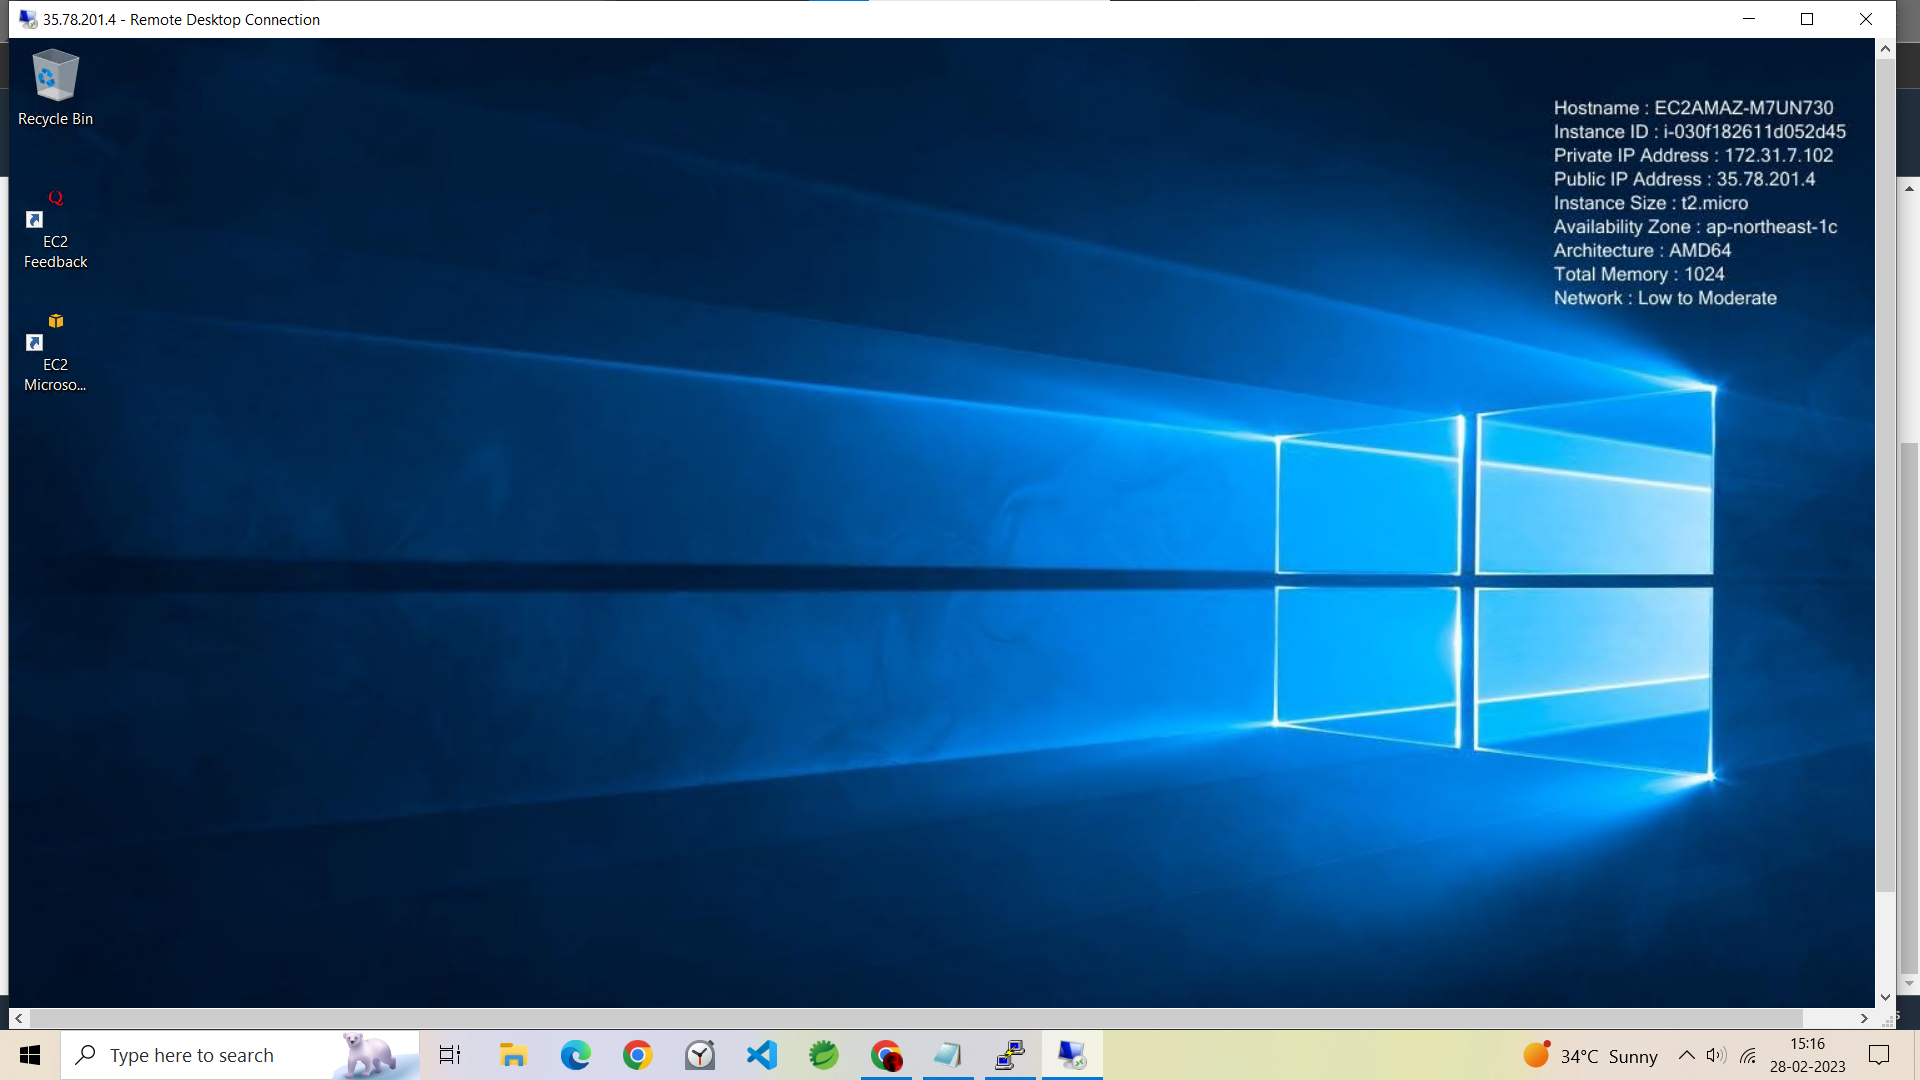 35.78.201.4 - Remote Desktop Connection
Recycle Bin
EC2
Feedback
EC2
Microso...
Hostname : EC2AMAZ-M7UN730
Instance ID : i-030f182611d052d45
Private IP Address : 172.31.7.102
Public IP Address : 35.78.201.4
Instance Size : t2.micro
Availability Zone : ap-northeast-1c
Architecture : AMD64
Total Memory : 1024
Network : Low to Moderate
Type here to search
34°C Sunny
15:16
28-02-2023